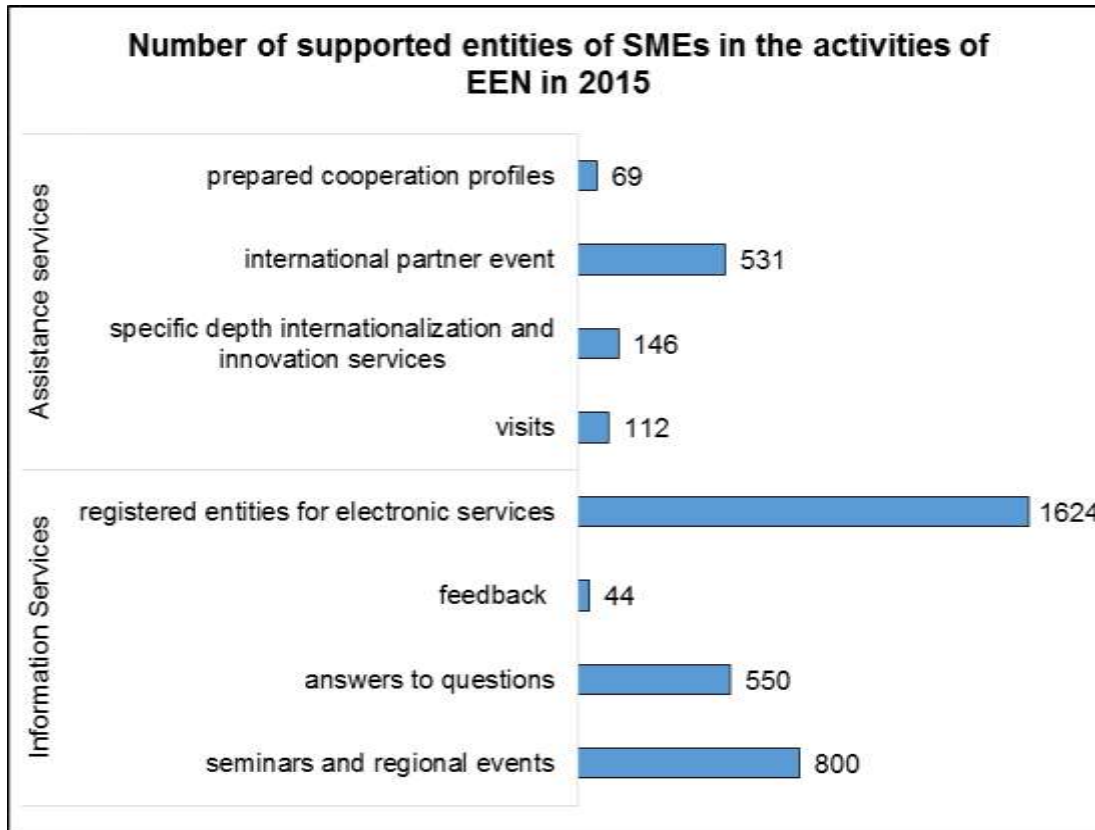 Number of supported entities of SMEs in the activities of
EEN in 2015
Assistance services
prepared cooperation profiles 69
international partner event 531
specific depth internationalization and
innovation services 146
visits 112
Information Services
registered entities for electronic services 1624
feedback 44
answers to questions 550
seminars and regional events 800